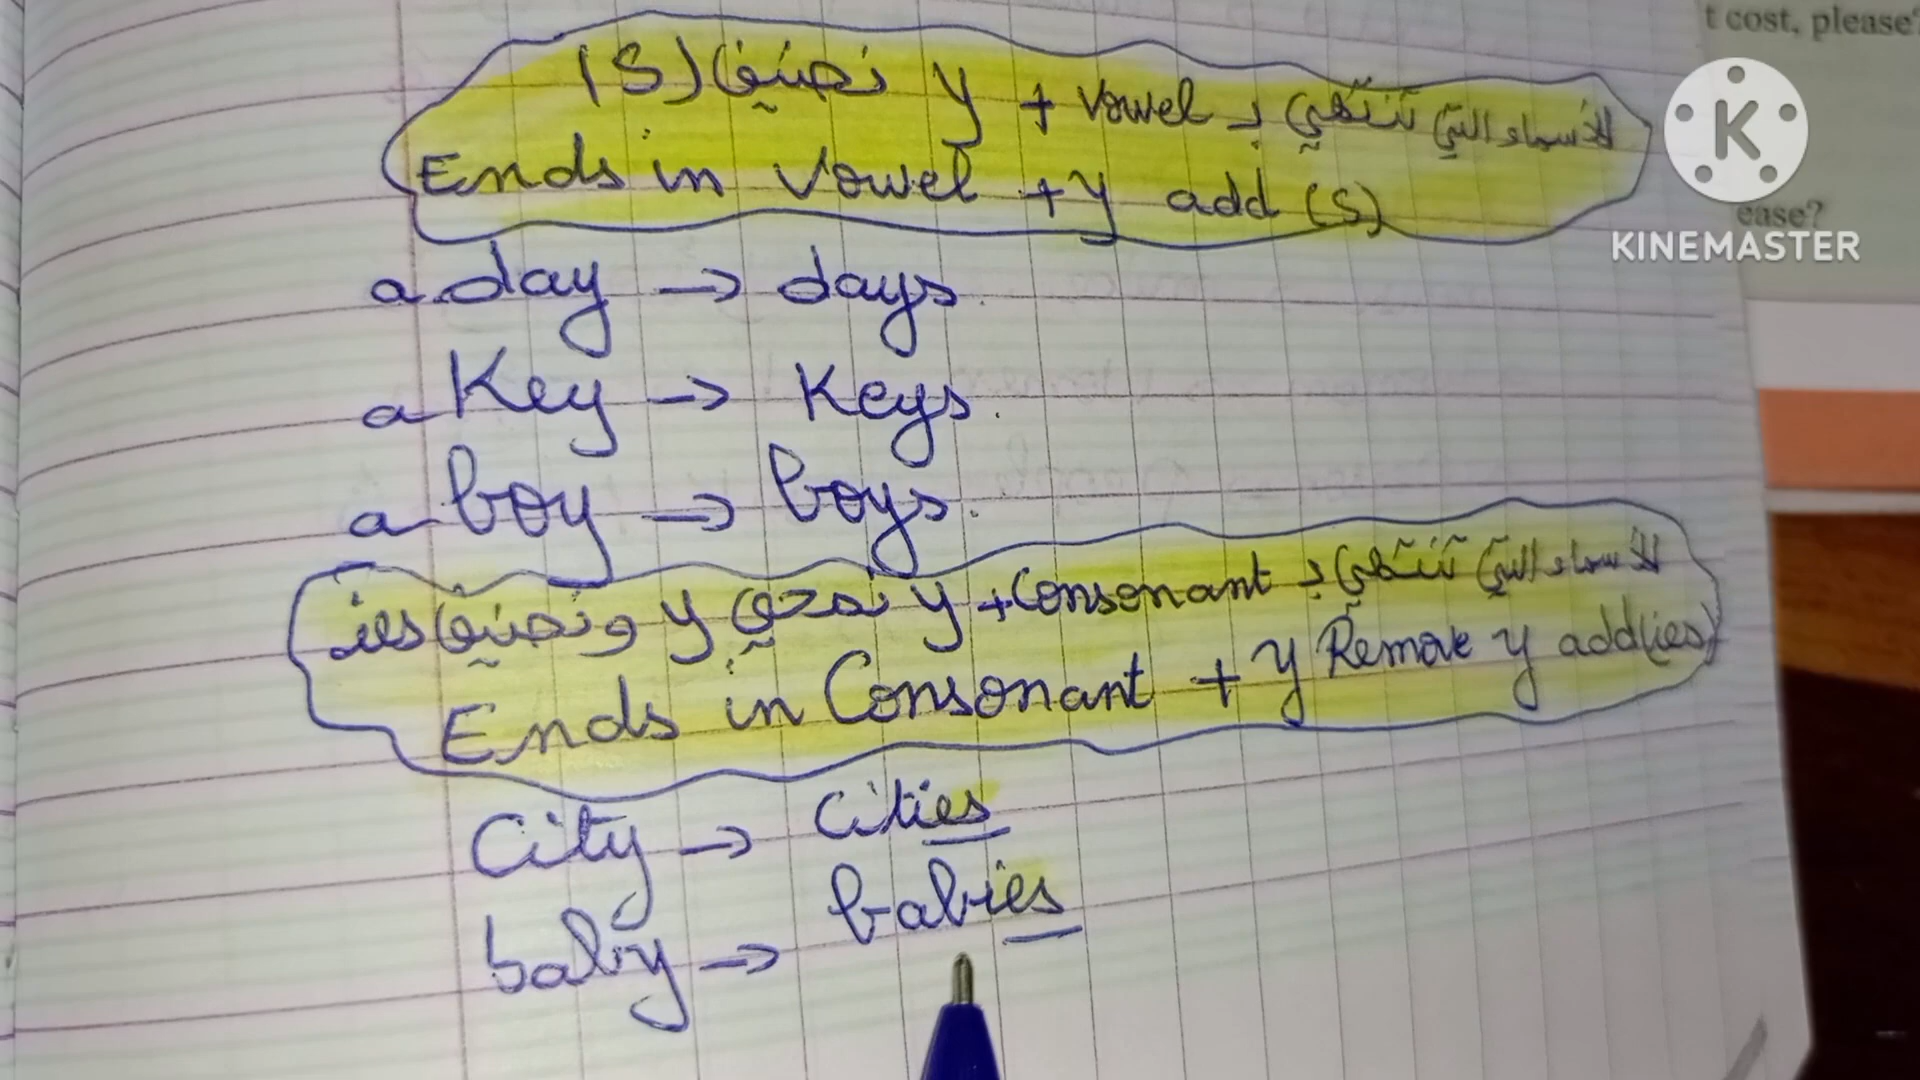 t cost, please?
الأسماء التي تنتهي بـ vowel + y نضيف (S)
Ends in vowel + y add (S)
KINEMASTER
ease?
a day → days.
a Key → Keys.
a boy → boys.
الأسماء التي تنتهي بـ Consonant + y نمحي y و نضيف ies
Ends in Consonant + y Remove y add (ies)
City → Cities
baby → babies